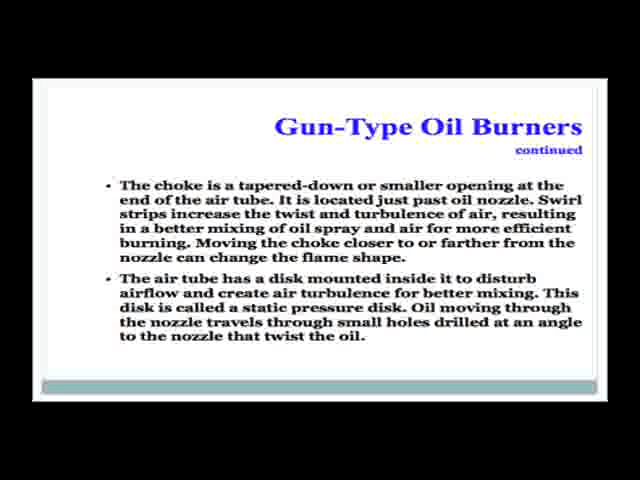 Gun-Type Oil Burners
continued
• The choke is a tapered-down or smaller opening at the
end of the air tube. It is located just past oil nozzle. Swirl
strips increase the twist and turbulence of air, resulting
in a better mixing of oil spray and air for more efficient
burning. Moving the choke closer to or farther from the
nozzle can change the flame shape.
• The air tube has a disk mounted inside it to disturb
airflow and create air turbulence for better mixing. This
disk is called a static pressure disk. Oil moving through
the nozzle travels through small holes drilled at an angle
to the nozzle that twist the oil.